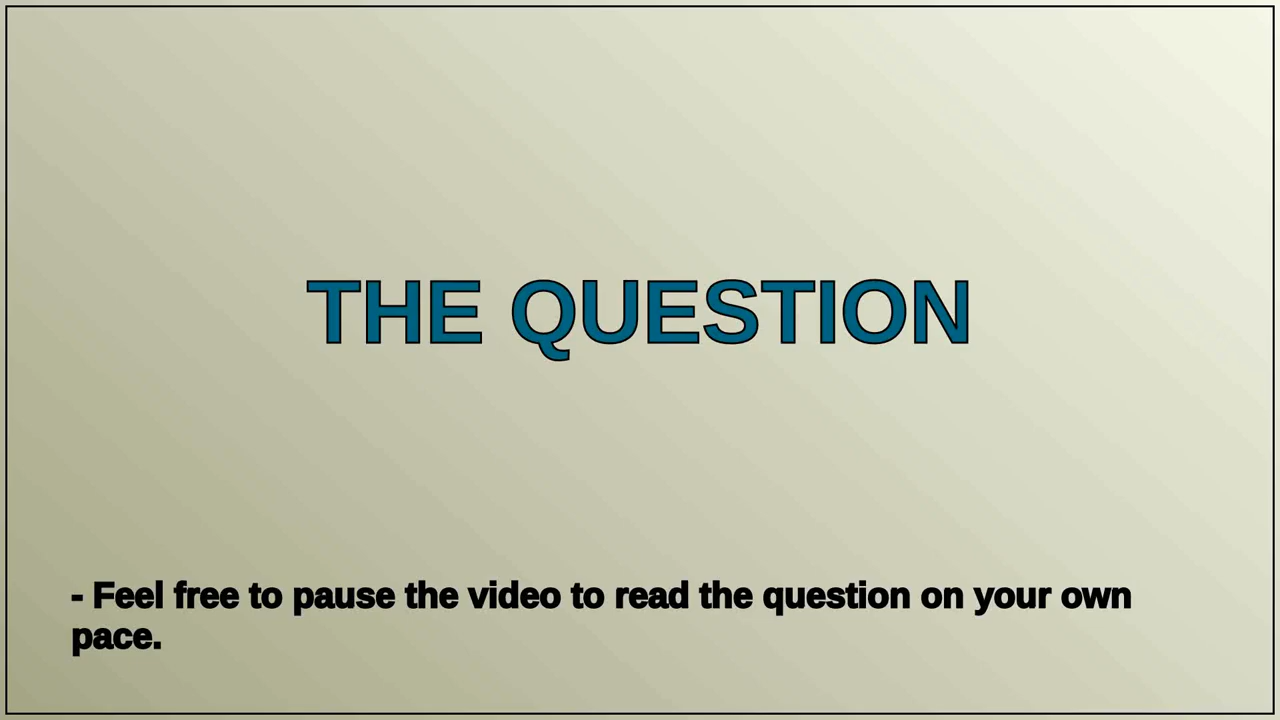 THE QUESTION
- Feel free to pause the video to read the question on your own
pace.